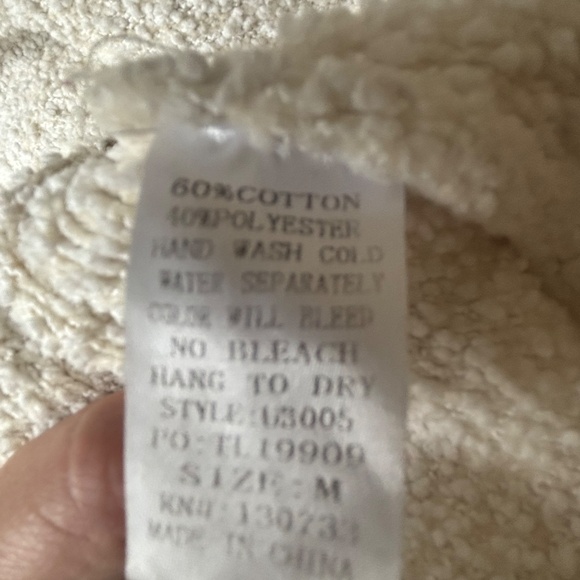 60%COTTON
40%POLYESTER
HAND WASH COLD
WATER SEPARATELY
COLOR WILL BLEED
NO BLEACH
HANG TO DRY
STYLE:U3005
PO:TL19909
SIZE:M
RN#:130733
MADE IN CHINA